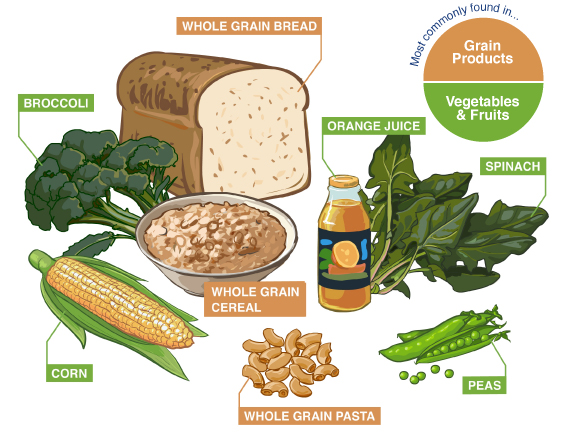 WHOLE GRAIN BREAD
Most commonly found in...
Grain
Products
Vegetables
& Fruits
BROCCOLI
ORANGE JUICE
SPINACH
WHOLE GRAIN
CEREAL
CORN
PEAS
WHOLE GRAIN PASTA